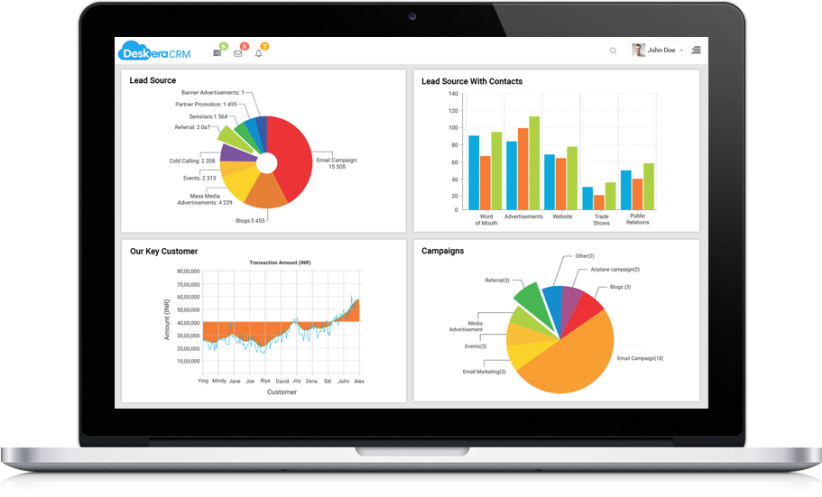 Deskera CRM
6
5
7
John Doe
Lead Source
Banner Advertisements: 1
Partner Promotion: 1 495
Seminars: 1 564
Referral: 2 0a7
Cold Calling: 2 208
Events: 2 313
Mass Media
Advertisements: 4 229
Blogs:5 455
Email Campaign:
15 500
Lead Source With Contacts
140
120
100
80
60
40
20
0
Word
of Mouth
Advertisements
Website
Trade
Shows
Public
Relations
Our Key Customer
Transaction Amount (INR)
Amount (INR)
80,00,000
70,00,000
60,00,000
50,00,000
40,00,000
30,00,000
20,00,000
10,00,000
Ying Mindy Jane Joe Riya David Joy Zena Siti John Alex
Customer
Campaigns
Other(2)
Airplane campaign(2)
Blogs (3)
Referral(3)
Media
Advertisement
Events(3)
Email Marketing(3)
Email Campaign[18]